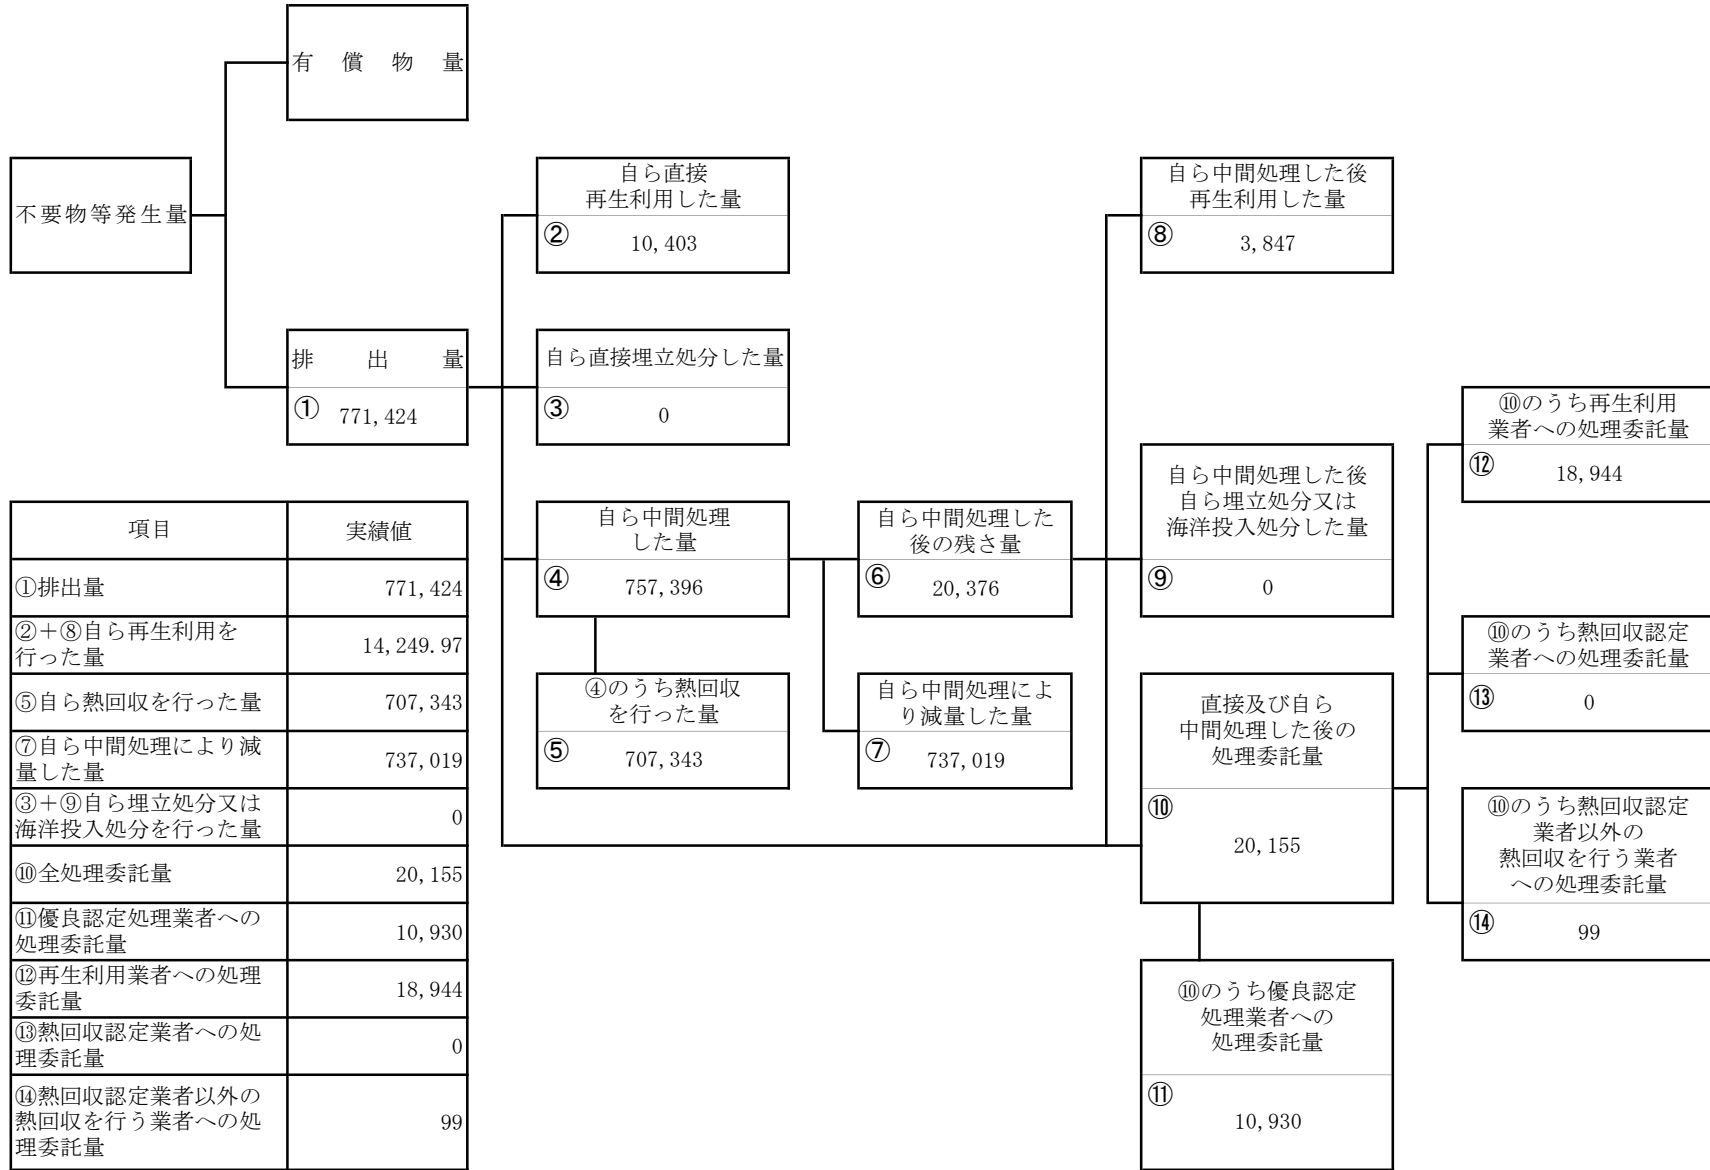 有償物量
不要物等発生量
排出量
① 771,424
自ら直接
再生利用した量
② 10,403
自ら直接埋立処分した量
③ 0
自ら中間処理
した量
④ 757,396
④のうち熱回収
を行った量
⑤ 707,343
自ら中間処理した
後の残さ量
⑥ 20,376
自ら中間処理によ
り減量した量
⑦ 737,019
自ら中間処理した後
再生利用した量
⑧ 3,847
自ら中間処理した後
自ら埋立処分又は
海洋投入処分した量
⑨ 0
直接及び自ら
中間処理した後の
処理委託量
⑩
20,155
⑩のうち優良認定
処理業者への
処理委託量
⑪
10,930
⑩のうち再生利用
業者への処理委託量
⑫ 18,944
⑩のうち熱回収認定
業者への処理委託量
⑬ 0
⑩のうち熱回収認定
業者以外の
熱回収を行う業者
への処理委託量
⑭ 99
項目 実績値
①排出量 771,424
②＋⑧自ら再生利用を
行った量 14,249.97
⑤自ら熱回収を行った量 707,343
⑦自ら中間処理により減
量した量 737,019
③＋⑨自ら埋立処分又は
海洋投入処分を行った量 0
⑩全処理委託量 20,155
⑪優良認定処理業者への
処理委託量 10,930
⑫再生利用業者への処理
委託量 18,944
⑬熱回収認定業者への処
理委託量 0
⑭熱回収認定業者以外の
熱回収を行う業者への処
理委託量 99